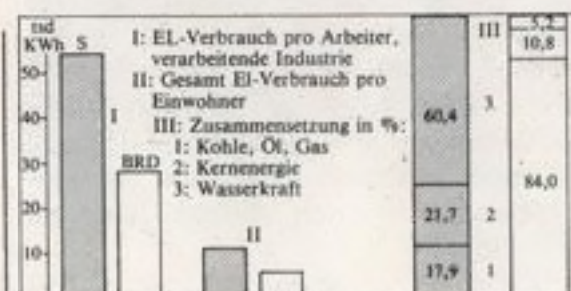 tsd
KWh S
I: EL-Verbrauch pro Arbeiter,
verarbeitende Industrie
II: Gesamt El-Verbrauch pro
Einwohner
III: Zusammensetzung in %:
1: Kohle, Öl, Gas
2: Kernenergie
3: Wasserkraft
50
40
30
20
10
I
BRD
II
60,4
21,7
17,9
III
3
2
1
5,2
10,8
84,0